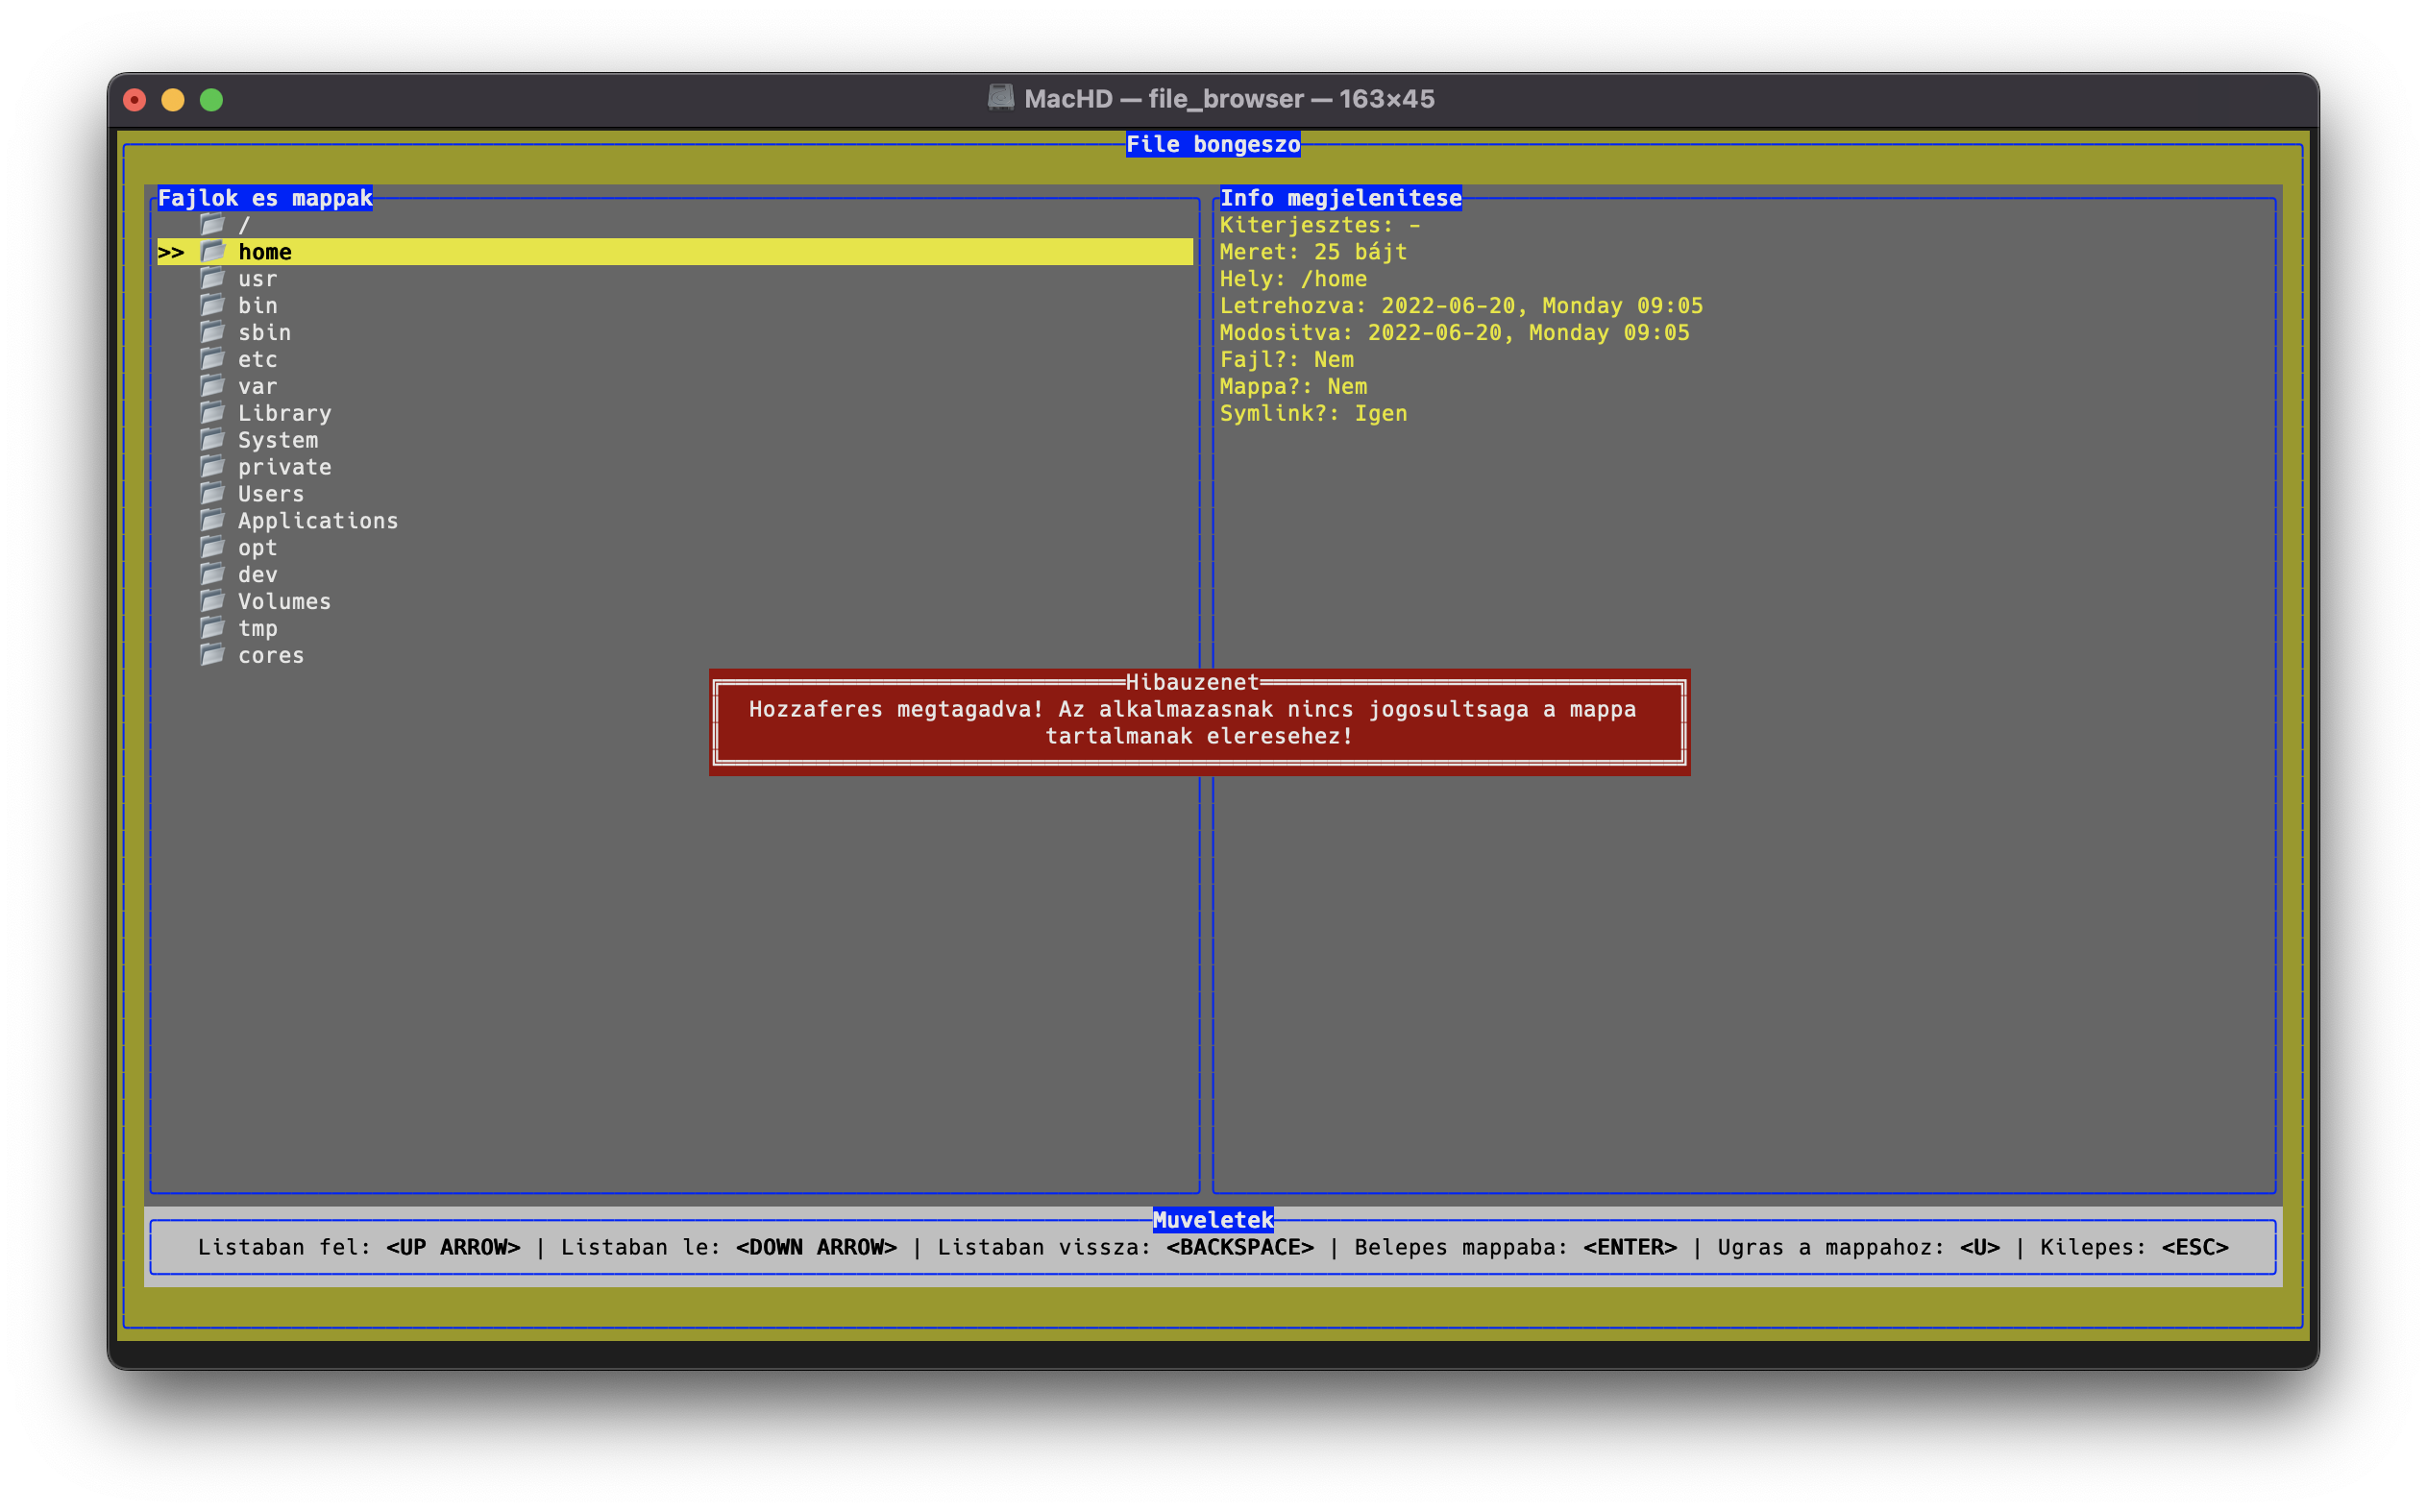 MacHD — file_browser — 163×45
File bongeszo
Fajlok es mappak
/
>> home
usr
bin
sbin
etc
var
Library
System
private
Users
Applications
opt
dev
Volumes
tmp
cores
Info megjelenitese
Kiterjesztes: -
Meret: 25 bájt
Hely: /home
Letrehozva: 2022-06-20, Monday 09:05
Modositva: 2022-06-20, Monday 09:05
Fajl?: Nem
Mappa?: Nem
Symlink?: Igen
Hibauzenet
Hozzaferes megtagadva! Az alkalmazasnak nincs jogosultsaga a mappa
tartalmanak eleresehez!
Muveletek
Listaban fel: <UP ARROW> | Listaban le: <DOWN ARROW> | Listaban vissza: <BACKSPACE> | Belepes mappaba: <ENTER> | Ugras a mappahoz: <U> | Kilepes: <ESC>